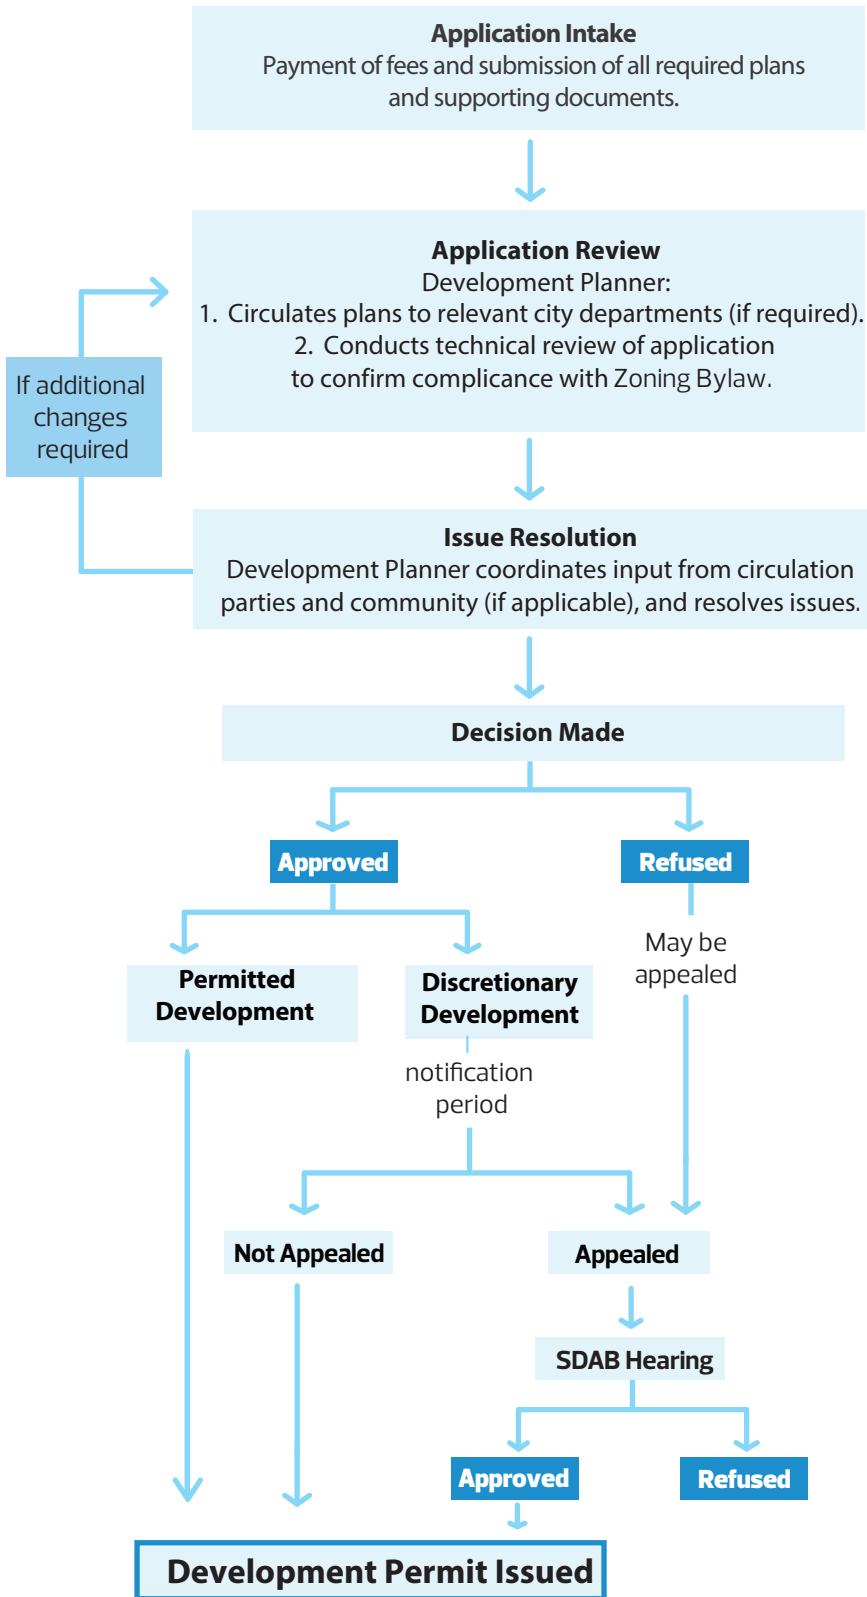 Application Intake
Payment of fees and submission of all required plans
and supporting documents.
Application Review
Development Planner:
1. Circulates plans to relevant city departments (if required).
2. Conducts technical review of application
to confirm complicance with Zoning Bylaw.
If additional
changes
required
Issue Resolution
Development Planner coordinates input from circulation
parties and community (if applicable), and resolves issues.
Decision Made
Approved
Refused
May be
appealed
Permitted
Development
Discretionary
Development
notification
period
Not Appealed
Appealed
SDAB Hearing
Approved
Refused
Development Permit Issued